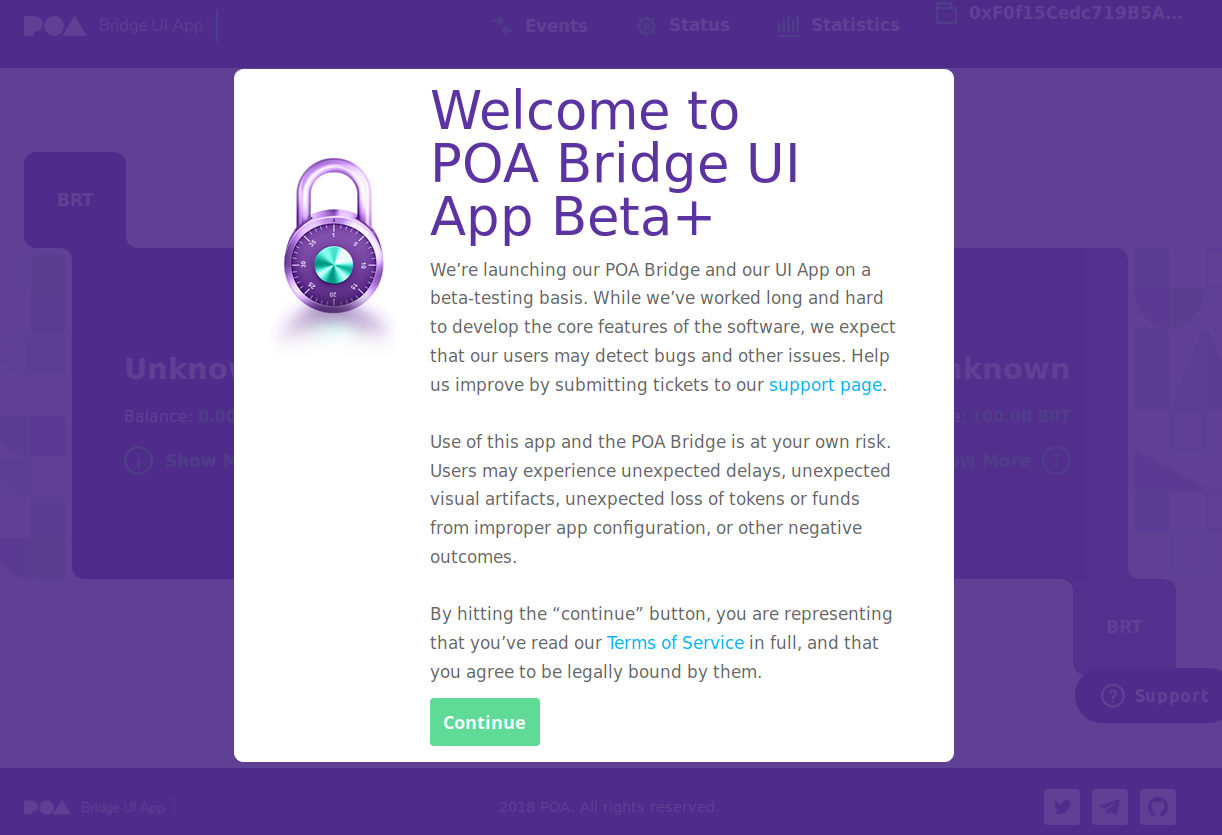 POA Bridge UI App
Events
Status
Statistics
0xF0f15Cedc719B5A...
BRT
Welcome to
POA Bridge UI
App Beta+
We’re launching our POA Bridge and our UI App on a
beta-testing basis. While we’ve worked long and hard
to develop the core features of the software, we expect
that our users may detect bugs and other issues. Help
us improve by submitting tickets to our support page.
Use of this app and the POA Bridge is at your own risk.
Users may experience unexpected delays, unexpected
visual artifacts, unexpected loss of tokens or funds
from improper app configuration, or other negative
outcomes.
By hitting the “continue” button, you are representing
that you’ve read our Terms of Service in full, and that
you agree to be legally bound by them.
Continue
Unknow
Balance: 0.00
Show M
nknown
e: 100.00 BRT
ow More
BRT
Support
POA Bridge UI App
2018 POA. All rights reserved.